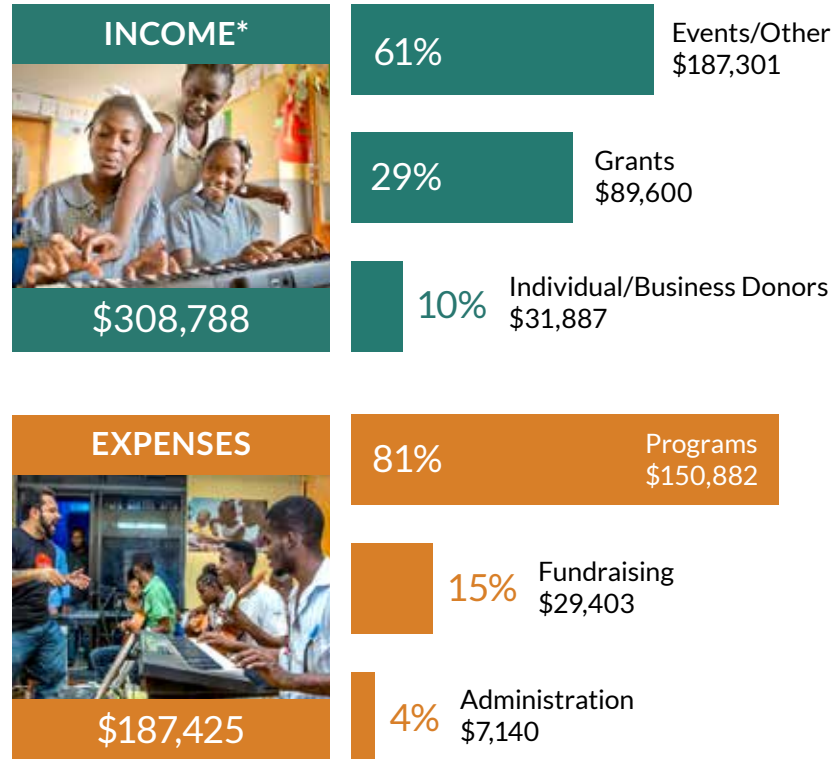 INCOME*
$308,788
61%
Events/Other
$187,301
29%
Grants
$89,600
10%
Individual/Business Donors
$31,887
EXPENSES
$187,425
81%
Programs
$150,882
15%
Fundraising
$29,403
4%
Administration
$7,140